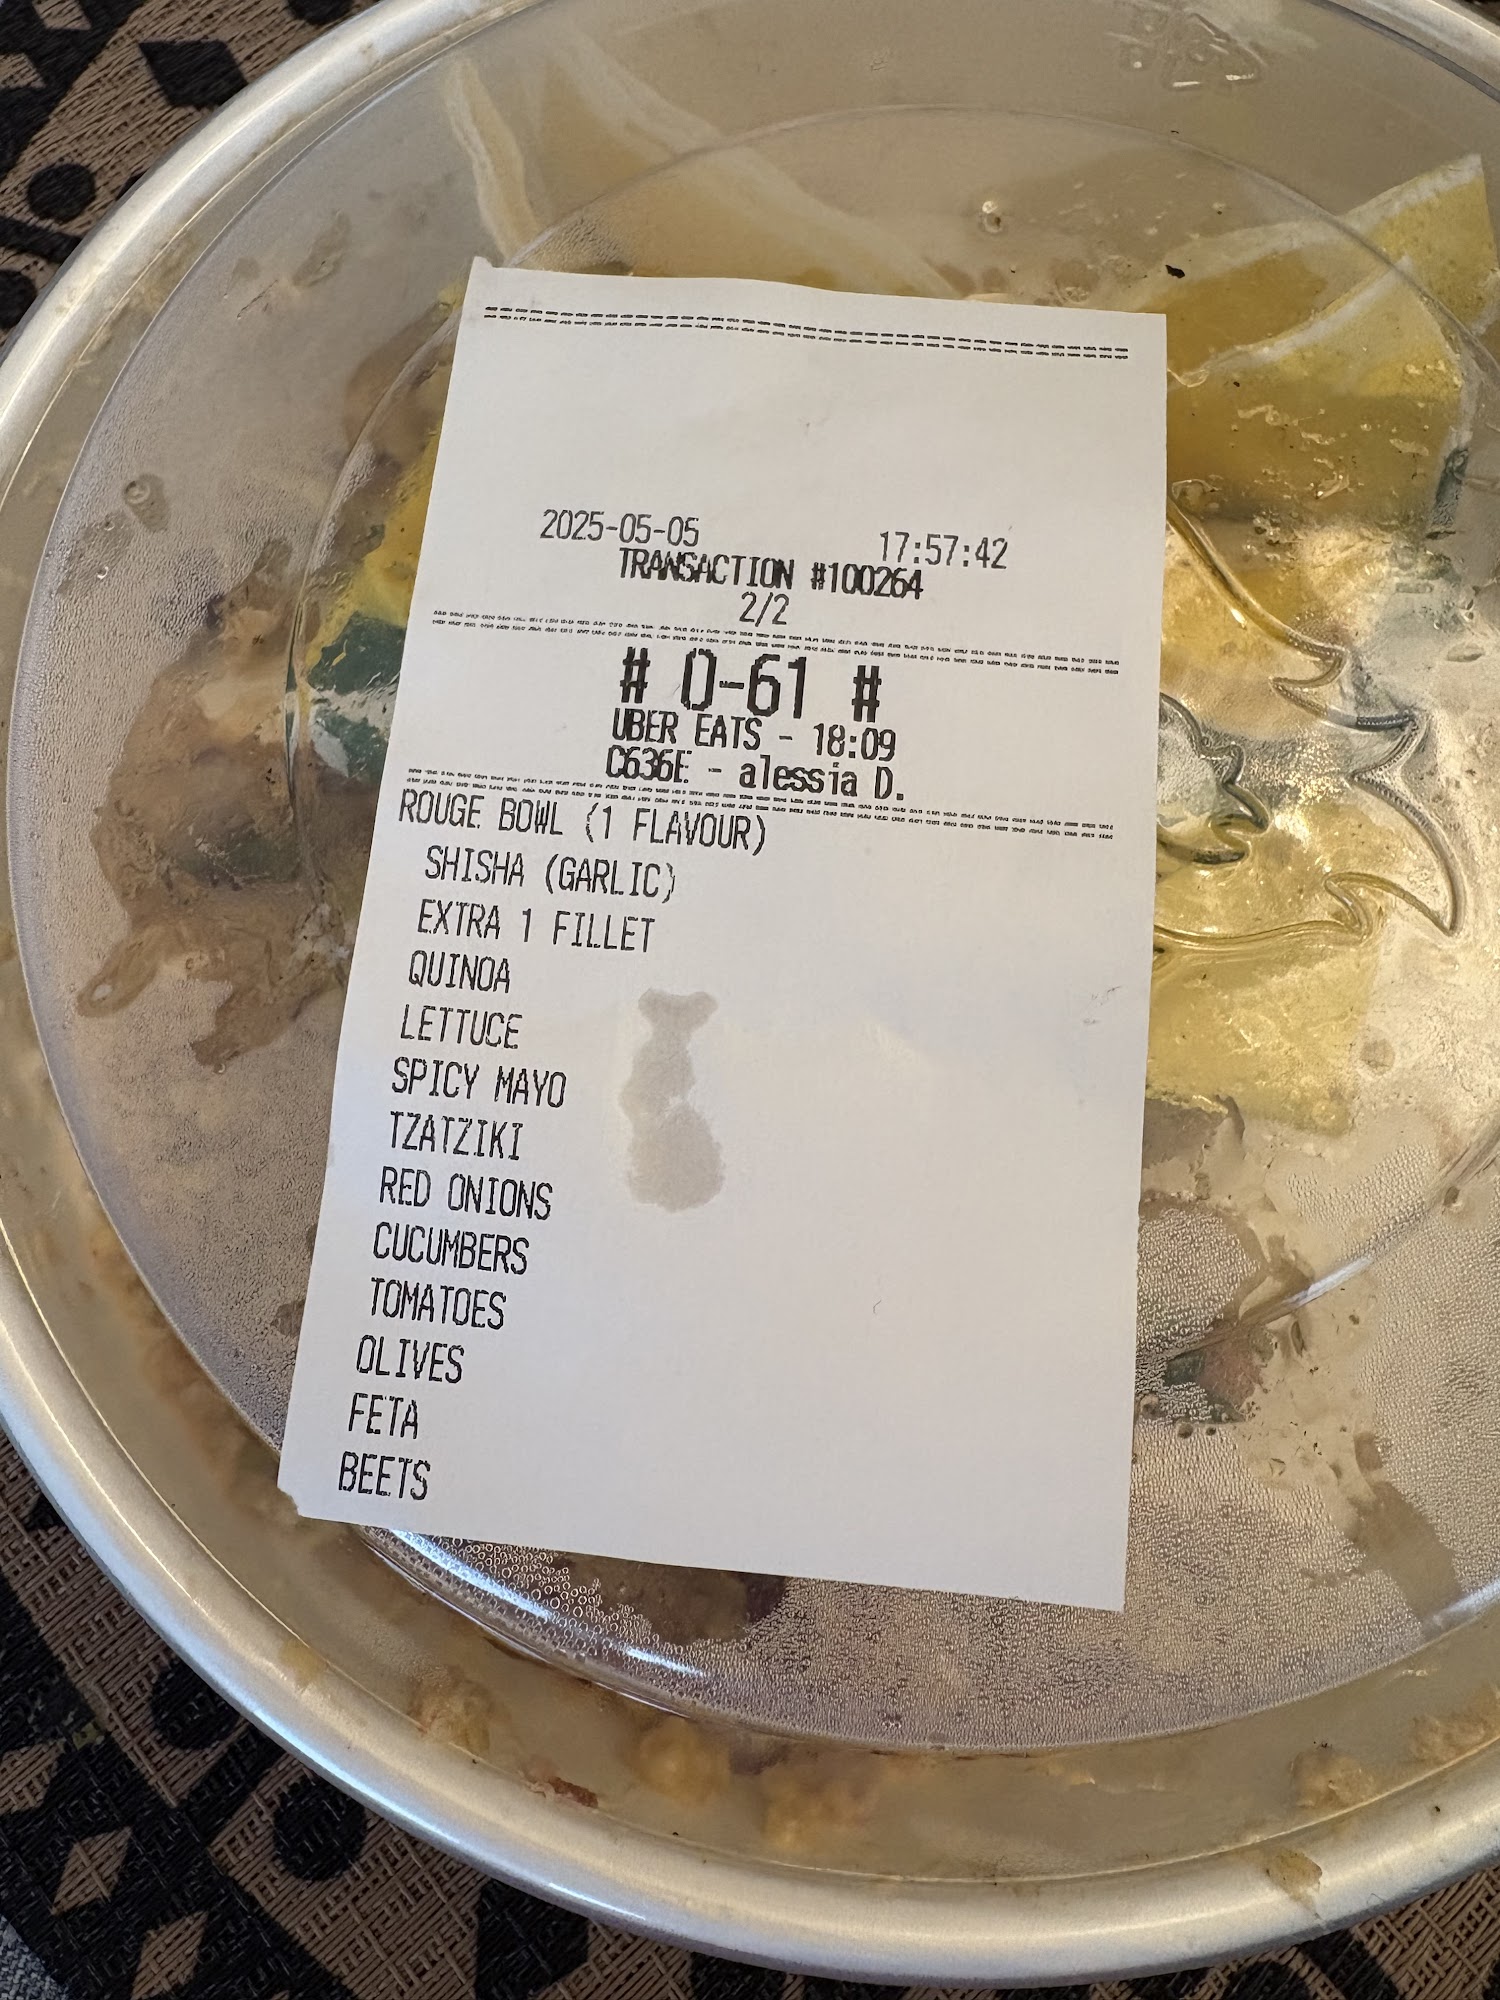 2025-05-05 17:57:42
TRANSACTION #100264
2/2
# O-61 #
UBER EATS - 18:09
C636E - alessia D.
ROUGE BOWL (1 FLAVOUR)
SHISHA (GARLIC)
EXTRA 1 FILLET
QUINOA
LETTUCE
SPICY MAYO
TZATZIKI
RED ONIONS
CUCUMBERS
TOMATOES
OLIVES
FETA
BEETS